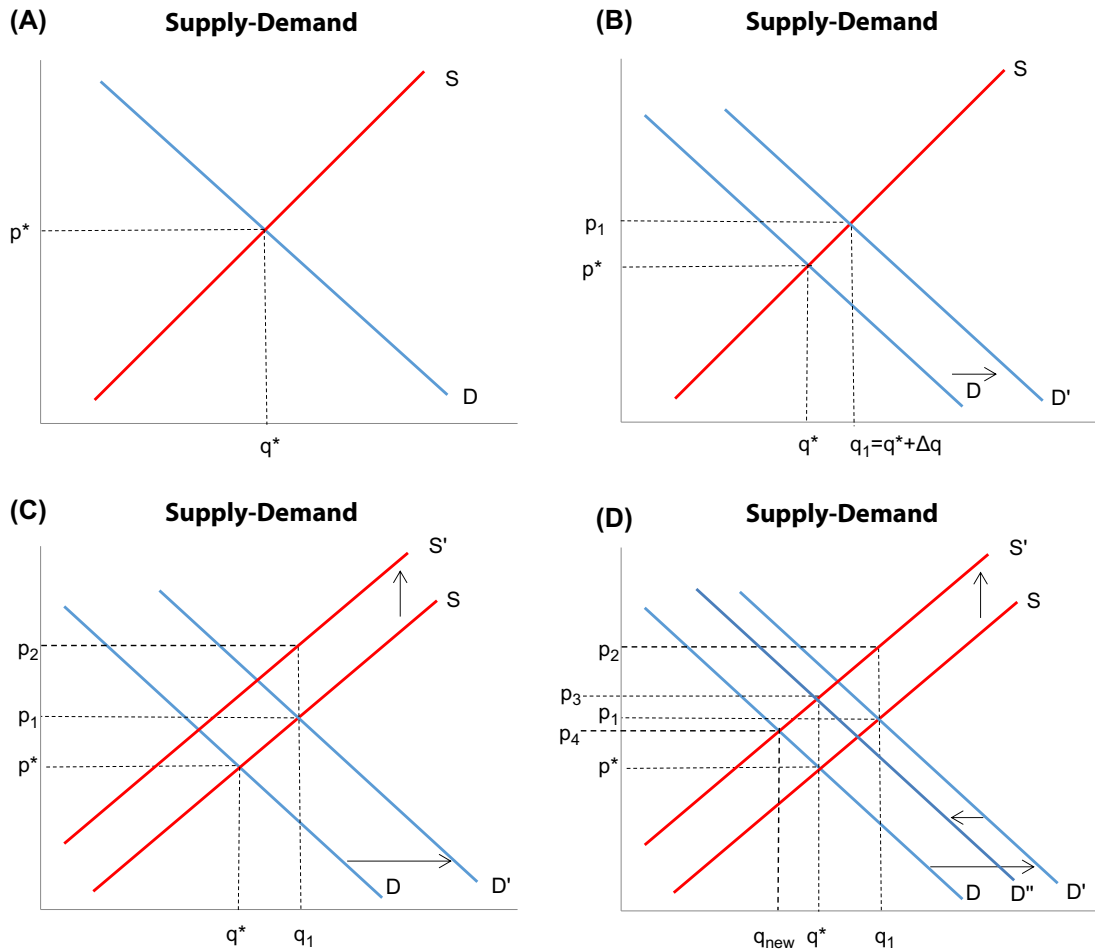 (A)
Supply-Demand
S
p*
D
q*
(B)
Supply-Demand
S
p₁
p*
D
D'
q*
q₁=q*+Δq
(C)
Supply-Demand
S'
S
p₂
p₁
p*
D
D'
q*
q₁
(D)
Supply-Demand
S'
S
p₂
p₃
p₁
p₄
p*
D
D"
D'
qnew
q*
q₁